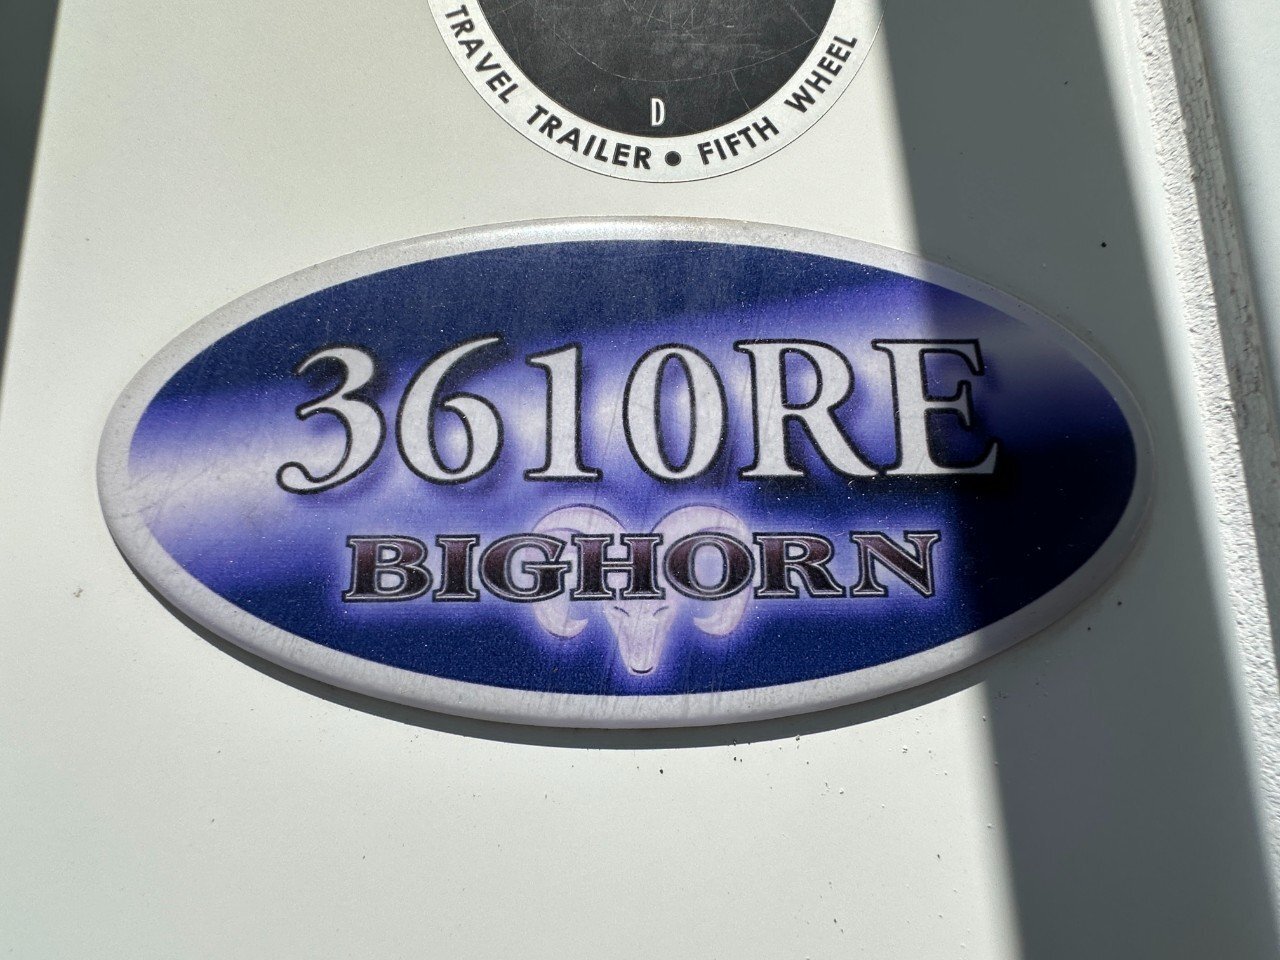 D
TRAVEL TRAILER • FIFTH WHEEL
3610RE
BIGHORN